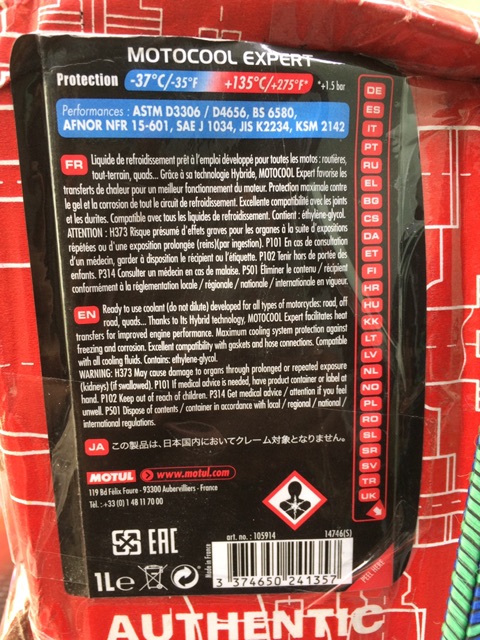 MOTOCOOL EXPERT
Protection -37°C/-35°F +135°C/+275°F* *+1.5 bar
Performances : ASTM D3306 / D4656, BS 6580,
AFNOR NFR 15-601, SAE J 1034, JIS K2234, KSM 2142
FR Liquide de refroidissement prêt à l'emploi développé pour toutes les motos : routières,
tout-terrain, quads... Grâce à sa technologie Hybride, MOTOCOOL Expert favorise les
transferts de chaleur pour un meilleur fonctionnement du moteur. Protection maximale contre
le gel et la corrosion de tout le circuit de refroidissement. Excellente compatibilité avec les joints
et les durites. Compatible avec tous les liquides de refroidissement. Contient : éthylene-glycol.
ATTENTION : H373 Risque présumé d'effets graves pour les organes à la suite d'expositions
répétées ou d'une exposition prolongée (reins)(par ingestion). P101 En cas de consultation
d'un médecin, garder à disposition le récipient ou l'étiquette. P102 Tenir hors de portée des
enfants. P314 Consulter un médecin en cas de malaise. P501 Éliminer le contenu / récipient
conformément à la réglementation locale / régionale / nationale / internationale en vigueur.
EN Ready to use coolant (do not dilute) developed for all types of motorcycles: road, off
road, quads... Thanks to its Hybrid technology, MOTOCOOL Expert facilitates heat
transfers for improved engine performance. Maximum cooling system protection against
freezing and corrosion. Excellent compatibility with gaskets and hose connections. Compatible
with all cooling fluids. Contains: ethylene-glycol.
WARNING: H373 May cause damage to organs through prolonged or repeated exposure
(kidneys) (if swallowed). P101 If medical advice is needed, have product container or label at
hand. P102 Keep out of reach of children. P314 Get medical advice / attention if you feel
unwell. P501 Dispose of contents / container in accordance with local / regional / national /
international regulations.
JA この製品は、日本国内においてクレーム対象となりません。
MOTUL www.motul.com
119 Bd Félix Faure - 93300 Aubervilliers - France
Tél. : +33 (0) 1 48 11 70 00
DE
ES
IT
PT
RU
EL
BG
CS
DA
ET
FI
HR
HU
KK
LT
LV
NL
NO
PL
RO
SL
SR
SV
TR
UK
PEEL HERE
EAC
1L e
art. no. : 105914 14746(S)
Made in France
3 374650 241357
AUTHENTIC